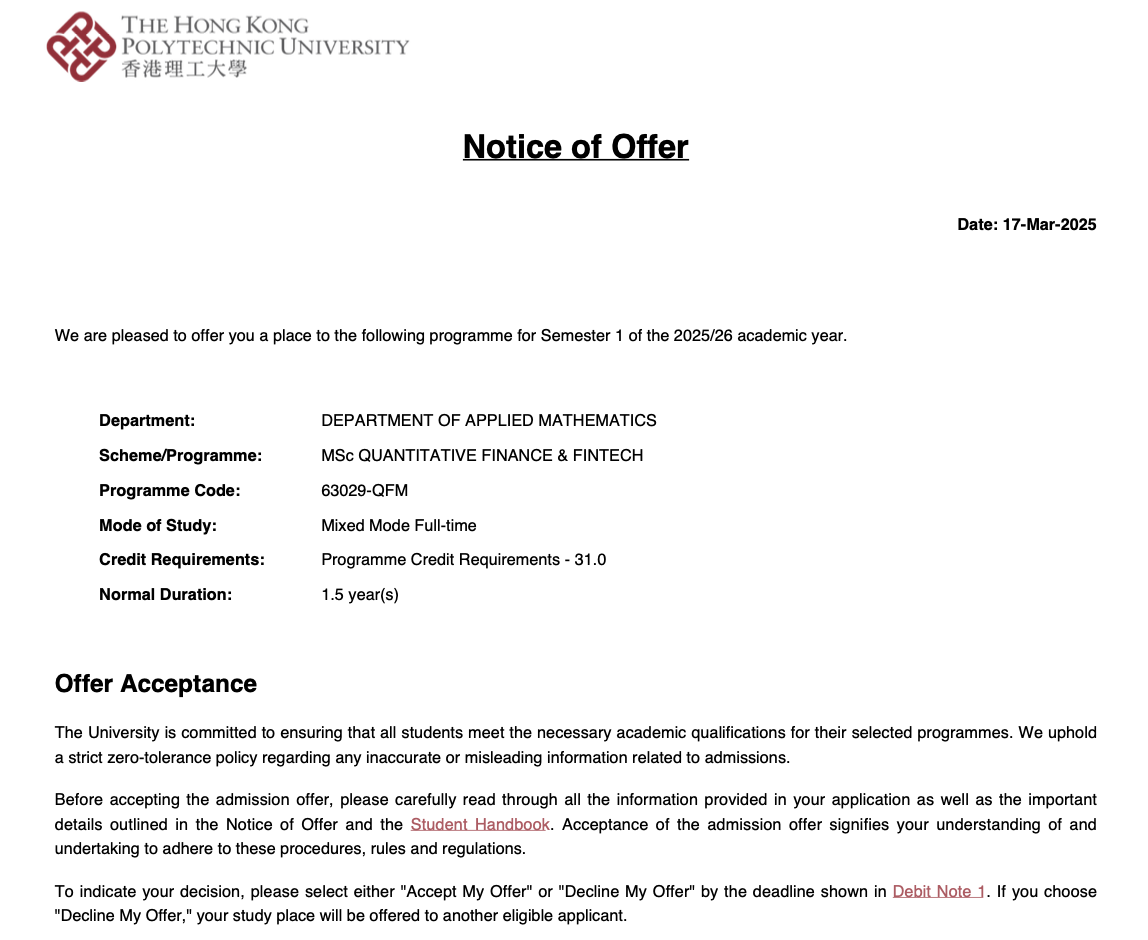 THE HONG KONG
POLYTECHNIC UNIVERSITY
香港理工大學
Notice of Offer
Date: 17-Mar-2025
We are pleased to offer you a place to the following programme for Semester 1 of the 2025/26 academic year.
Department: DEPARTMENT OF APPLIED MATHEMATICS
Scheme/Programme: MSc QUANTITATIVE FINANCE & FINTECH
Programme Code: 63029-QFM
Mode of Study: Mixed Mode Full-time
Credit Requirements: Programme Credit Requirements - 31.0
Normal Duration: 1.5 year(s)
Offer Acceptance
The University is committed to ensuring that all students meet the necessary academic qualifications for their selected programmes. We uphold
a strict zero-tolerance policy regarding any inaccurate or misleading information related to admissions.
Before accepting the admission offer, please carefully read through all the information provided in your application as well as the important
details outlined in the Notice of Offer and the Student Handbook. Acceptance of the admission offer signifies your understanding of and
undertaking to adhere to these procedures, rules and regulations.
To indicate your decision, please select either "Accept My Offer" or "Decline My Offer" by the deadline shown in Debit Note 1. If you choose
"Decline My Offer," your study place will be offered to another eligible applicant.